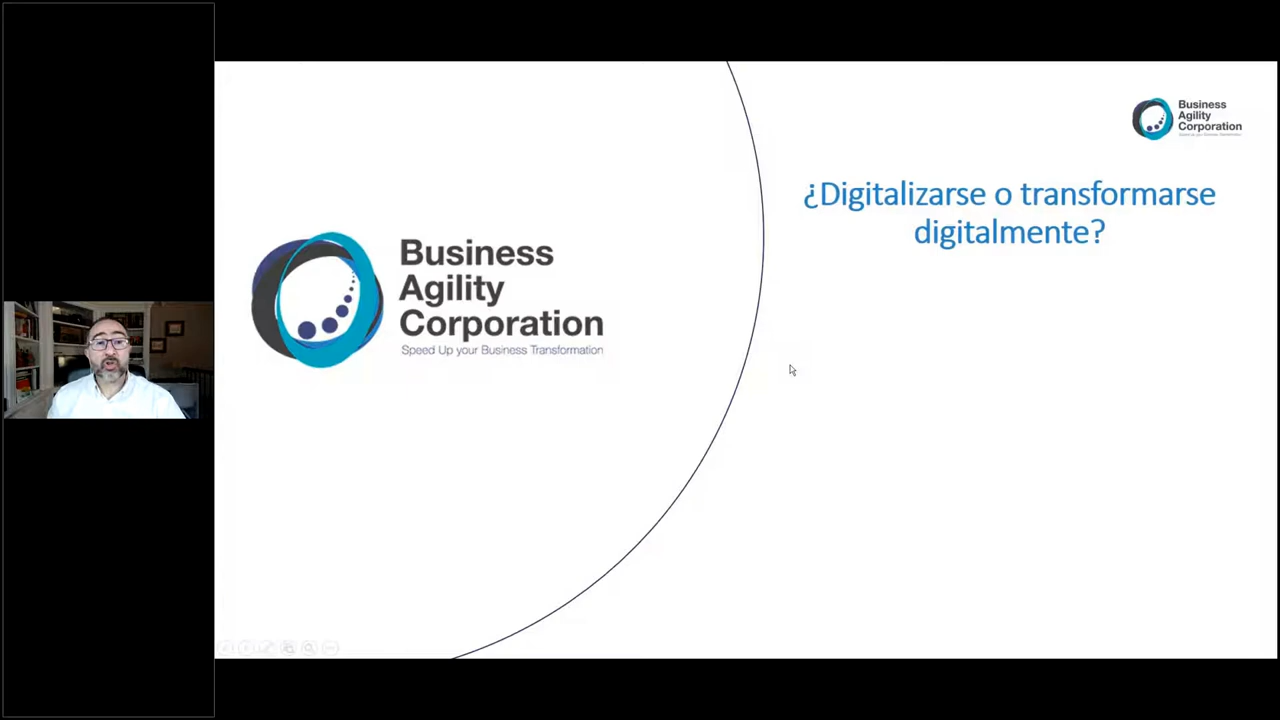 Business
Agility
Corporation
Speed Up your Business Transformation
Business
Agility
Corporation
¿Digitalizarse o transformarse
digitalmente?